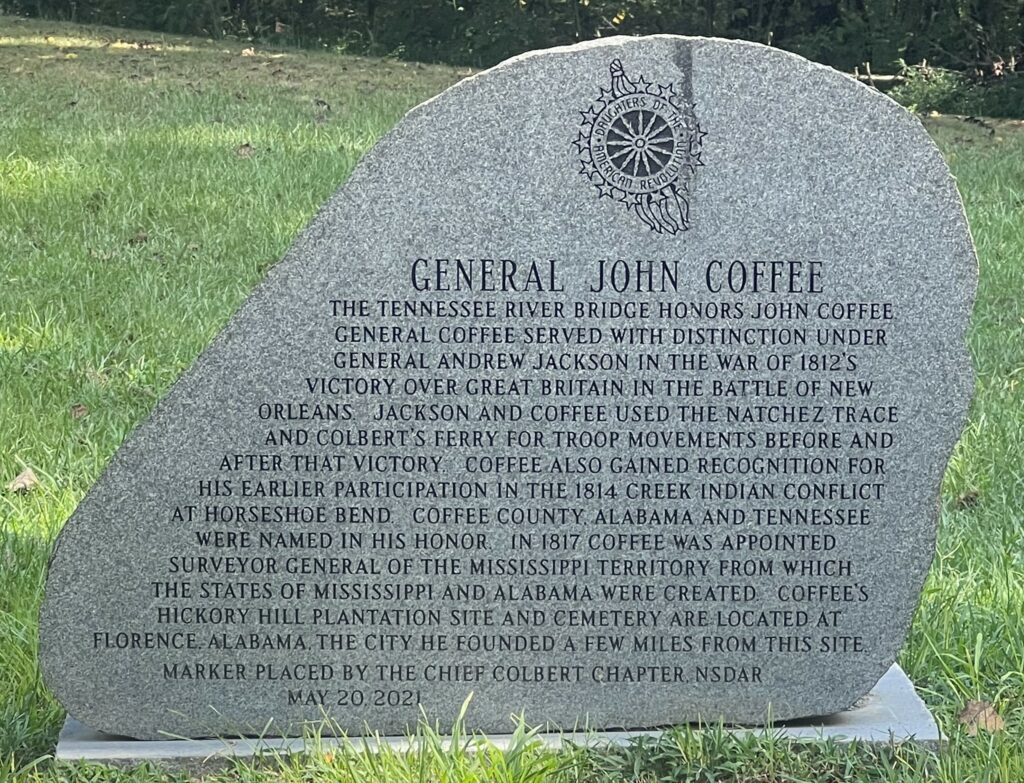 DAUGHTERS OF THE
AMERICAN REVOLUTION
GENERAL JOHN COFFEE
THE TENNESSEE RIVER BRIDGE HONORS JOHN COFFEE.
GENERAL COFFEE SERVED WITH DISTINCTION UNDER
GENERAL ANDREW JACKSON IN THE WAR OF 1812'S
VICTORY OVER GREAT BRITAIN IN THE BATTLE OF NEW
ORLEANS. JACKSON AND COFFEE USED THE NATCHEZ TRACE
AND COLBERT'S FERRY FOR TROOP MOVEMENTS BEFORE AND
AFTER THAT VICTORY. COFFEE ALSO GAINED RECOGNITION FOR
HIS EARLIER PARTICIPATION IN THE 1814 CREEK INDIAN CONFLICT
AT HORSESHOE BEND. COFFEE COUNTY, ALABAMA AND TENNESSEE
WERE NAMED IN HIS HONOR. IN 1817 COFFEE WAS APPOINTED
SURVEYOR GENERAL OF THE MISSISSIPPI TERRITORY FROM WHICH
THE STATES OF MISSISSIPPI AND ALABAMA WERE CREATED. COFFEE'S
HICKORY HILL PLANTATION SITE AND CEMETERY ARE LOCATED AT
FLORENCE, ALABAMA, THE CITY HE FOUNDED A FEW MILES FROM THIS SITE.
MARKER PLACED BY THE CHIEF COLBERT CHAPTER, NSDAR
MAY 20, 2021